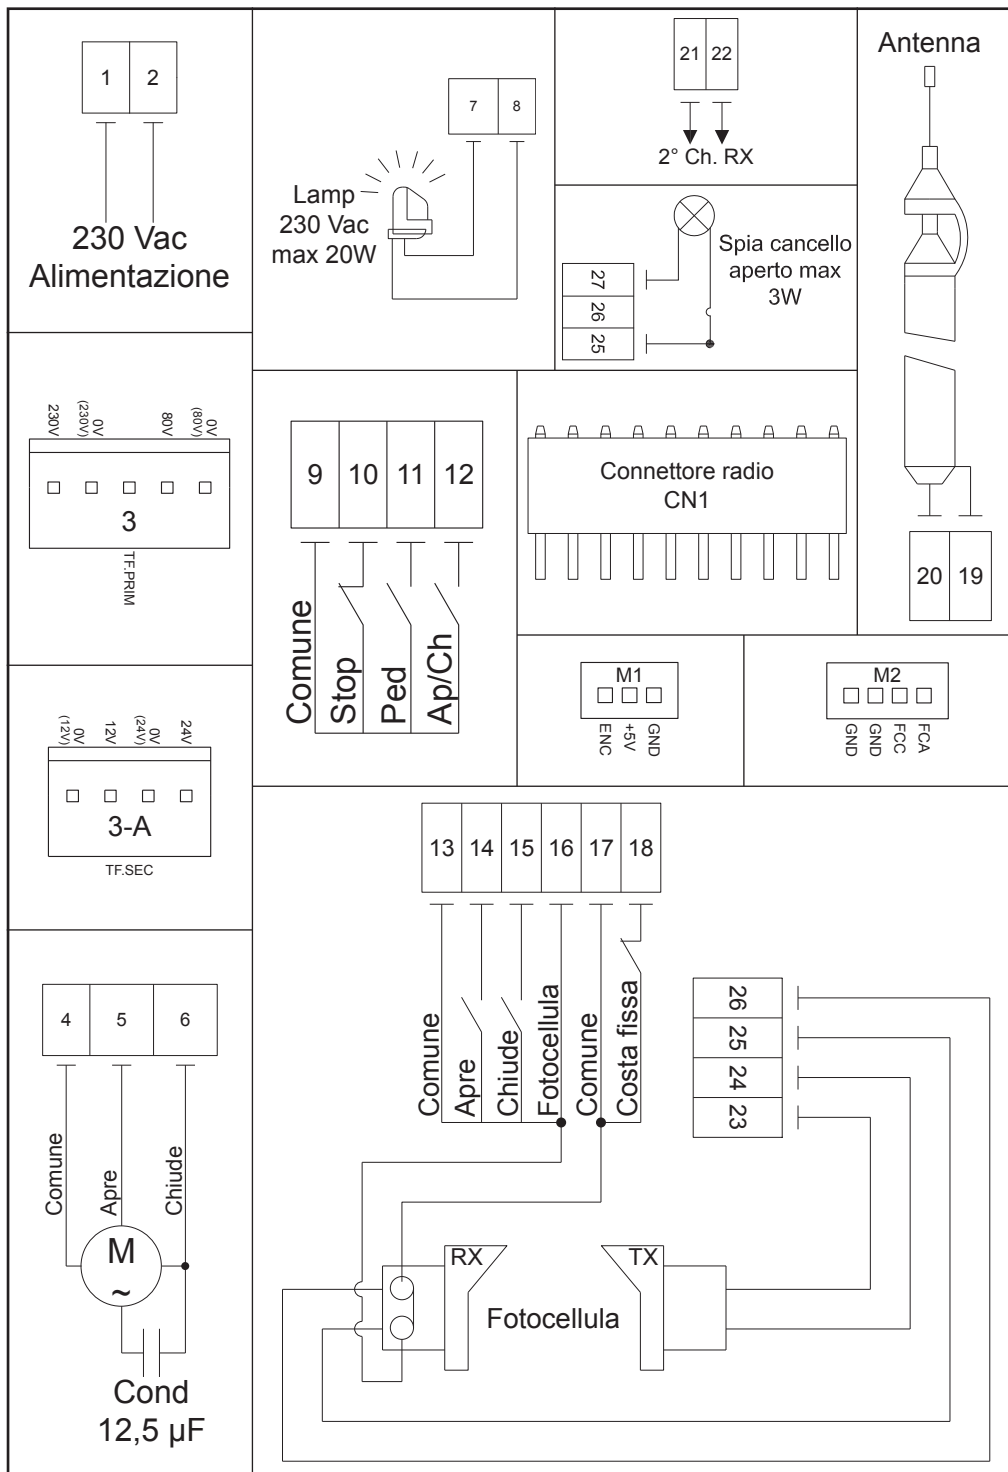 1 2
230 Vac
Alimentazione
7 8
Lamp
230 Vac
max 20W
21 22
2° Ch. RX
27
26
25
Spia cancello
aperto max
3W
Antenna
20 19
230V
0V
(230V)
80V
0V
(80V)
3
TF.PRIM
9 10 11 12
Comune
Stop
Ped
Ap/Ch
Connettore radio
CN1
M1
ENC
+5V
GND
M2
GND
GND
FCC
FCA
0V
(12V)
12V
0V
(24V)
24V
3-A
TF.SEC
4 5 6
Comune
Apre
Chiude
M
~
Cond
12,5 µF
13 14 15 16 17 18
Comune
Apre
Chiude
Fotocellula
Comune
Costa fissa
26
25
24
23
RX
TX
Fotocellula